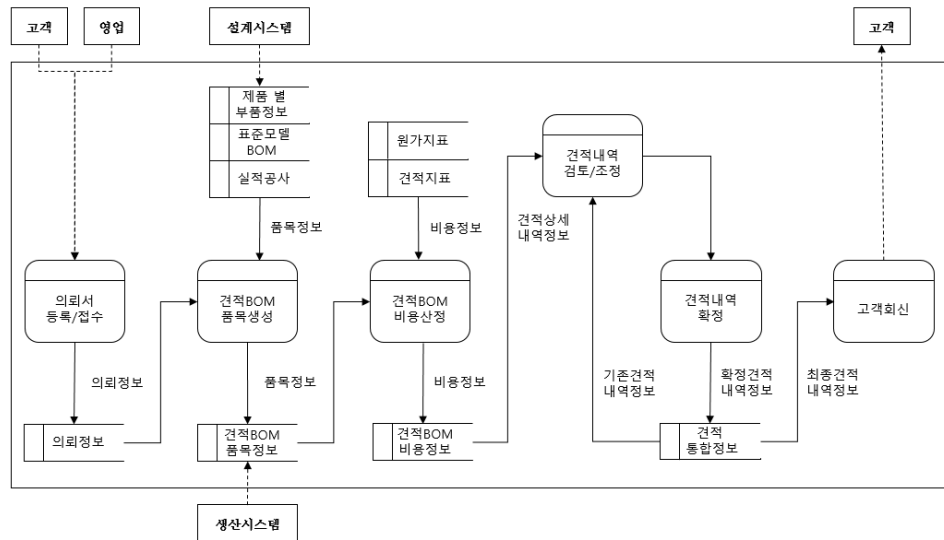 고객
영업
설계시스템
고객
제품 별
부품정보
표준모델
BOM
실적공사
원가지표
견적지표
견적내역
검토/조정
품목정보
비용정보
견적상세
내역정보
의뢰서
등록/접수
견적BOM
품목생성
견적BOM
비용산정
견적내역
확정
고객회신
의뢰정보
품목정보
비용정보
기존견적
내역정보
확정견적
내역정보
최종견적
내역정보
의뢰정보
견적BOM
품목정보
견적BOM
비용정보
견적
통합정보
생산시스템